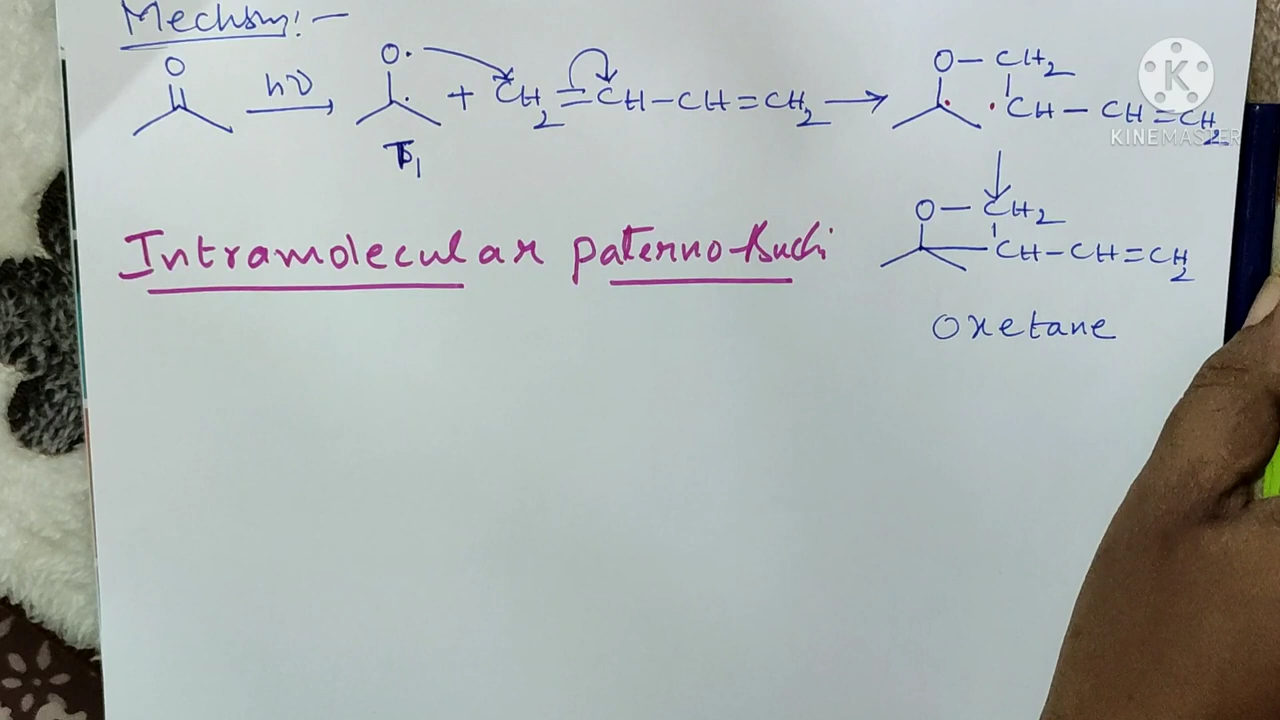 Mechsm:-
O hν O· + CH2=CH-CH=CH2 → O-CH2
· ·CH-CH=CH2
T1
O-CH2
CH-CH=CH2
Oxetane
Intramolecular paterno-Buchi
K
KINEMASTER